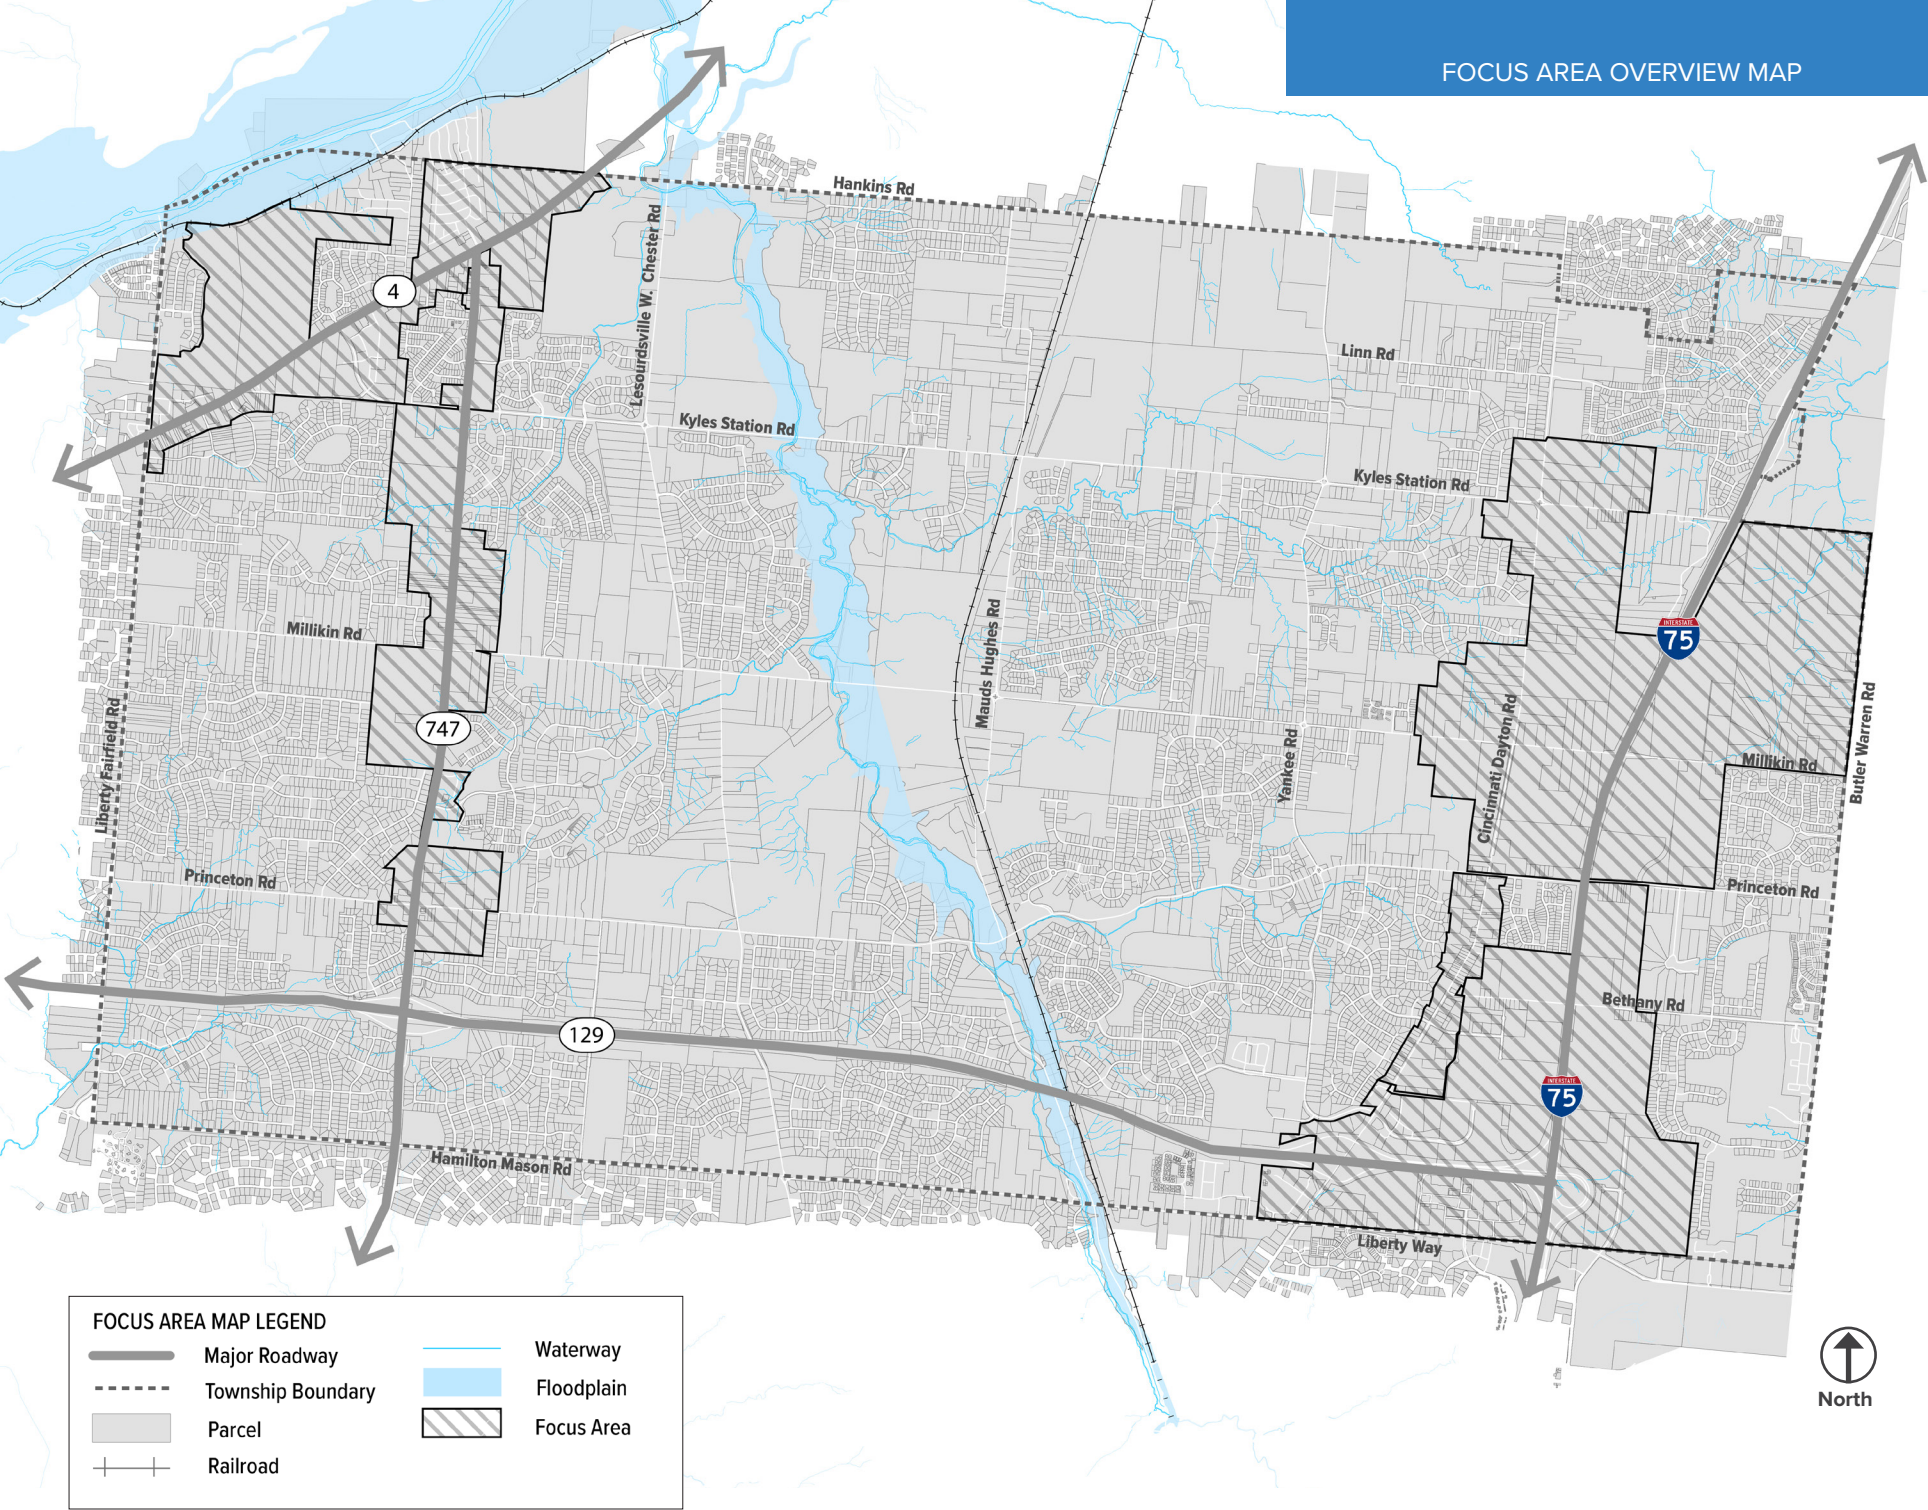 FOCUS AREA OVERVIEW MAP
Hankins Rd
Lesourdsville W. Chester Rd
4
Linn Rd
Kyles Station Rd
Kyles Station Rd
INTERSTATE
75
Millikin Rd
Mauds Hughes Rd
Liberty Fairfield Rd
747
Yankee Rd
Cincinnati Dayton Rd
Butler Warren Rd
Millikin Rd
Princeton Rd
Princeton Rd
Bethany Rd
129
INTERSTATE
75
Hamilton Mason Rd
Liberty Way
FOCUS AREA MAP LEGEND
Major Roadway
Township Boundary
Parcel
Railroad
Waterway
Floodplain
Focus Area
North